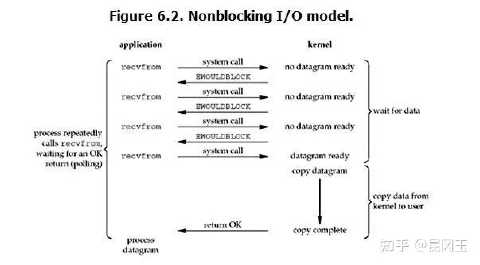 Figure 6.2. Nonblocking I/O model.
application
kernel
recvfrom
system call
no datagram ready
EWOULDBLOCK
recvfrom
system call
no datagram ready
EWOULDBLOCK
recvfrom
system call
no datagram ready
EWOULDBLOCK
recvfrom
system call
datagram ready
copy datagram
process repeatedly
calls recvfrom,
waiting for an OK
return (polling)
wait for data
copy data from
kernel to user
return OK
copy complete
process
datagram
知乎 @昆冈玉